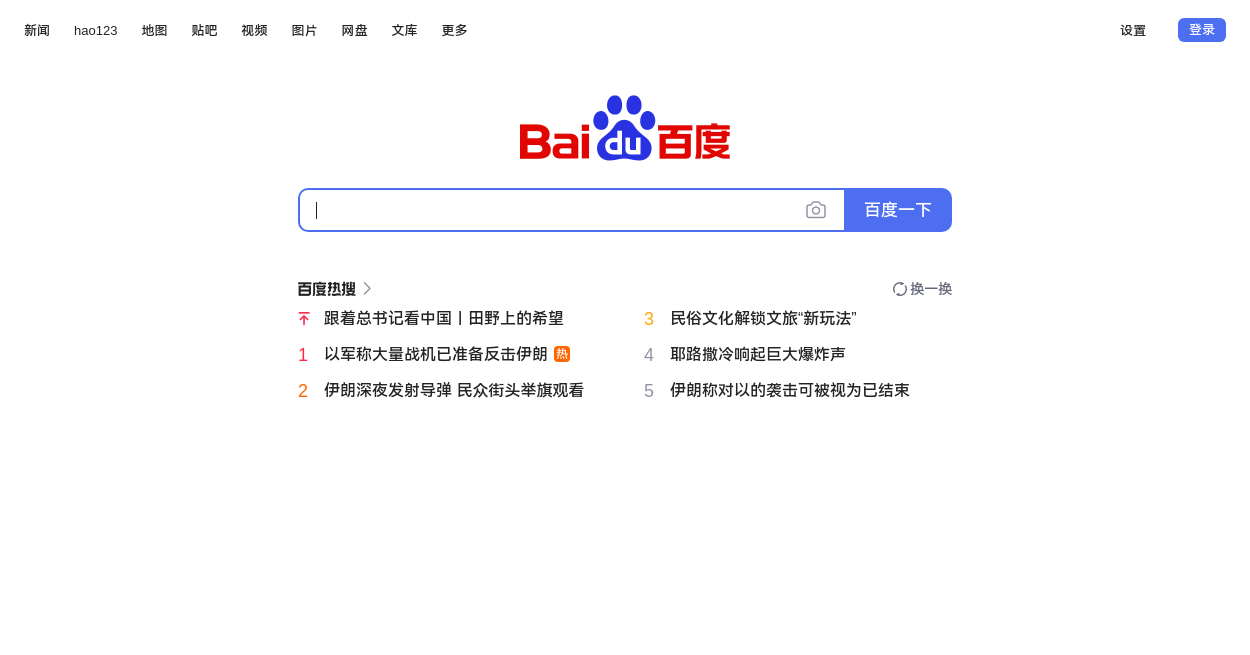 新闻 hao123 地图 贴吧 视频 图片 网盘 文库 更多 设置 登录
Bai du 百度
百度一下
百度热搜 换一换
跟着总书记看中国丨田野上的希望
1 以军称大量战机已准备反击伊朗 热
2 伊朗深夜发射导弹 民众街头举旗观看
3 民俗文化解锁文旅“新玩法”
4 耶路撒冷响起巨大爆炸声
5 伊朗称对以的袭击可被视为已结束